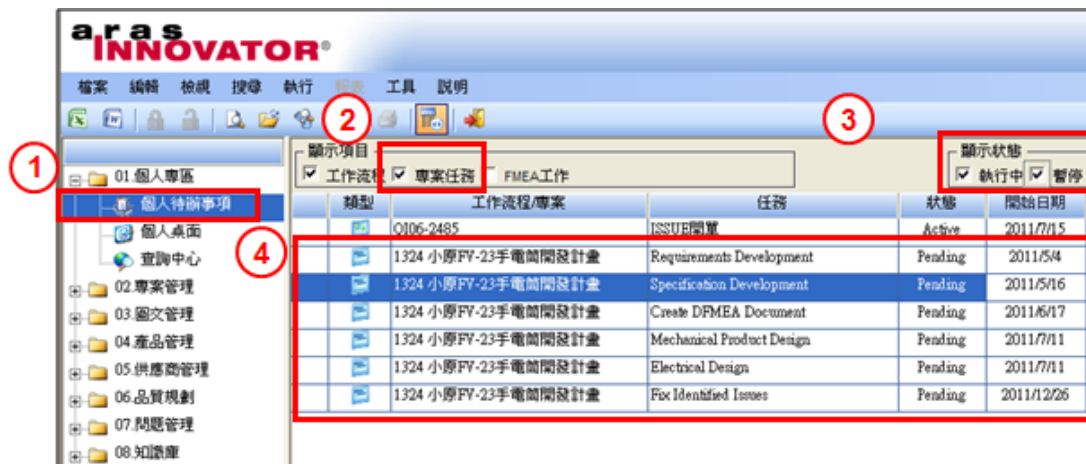 aras
INNOVATOR®
檔案 編輯 檢視 搜尋 執行 報表 工具 說明
2
3
1
顯示項目
顯示狀態
工作流程 專案任務 FMEA工作
執行中 暫停
01.個人專區
個人待辦事項
個人桌面
查詢中心
02.專案管理
03.圖文管理
04.產品管理
05.供應商管理
06.品質規劃
07.問題管理
08.知識庫
4
類型 工作流程/專案 任務 狀態 開始日期
QI06-2485 ISSUE開單 Active 2011/7/15
1324 小原FV-23手電筒開發計畫 Requirements Development Pending 2011/5/4
1324 小原FV-23手電筒開發計畫 Specification Development Pending 2011/5/16
1324 小原FV-23手電筒開發計畫 Create DFMEA Document Pending 2011/6/17
1324 小原FV-23手電筒開發計畫 Mechanical Product Design Pending 2011/7/11
1324 小原FV-23手電筒開發計畫 Electrical Design Pending 2011/7/11
1324 小原FV-23手電筒開發計畫 Fix Identified Issues Pending 2011/12/26